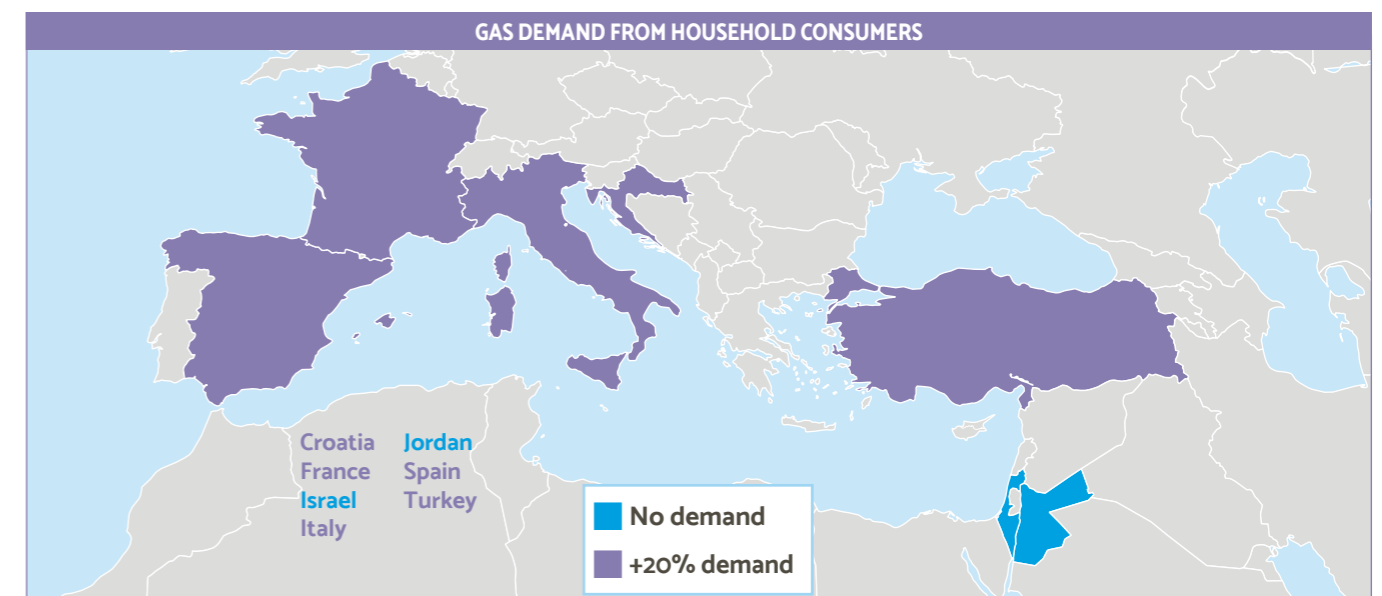 GAS DEMAND FROM HOUSEHOLD CONSUMERS
Croatia
France
Israel
Italy
Jordan
Spain
Turkey
No demand
+20% demand